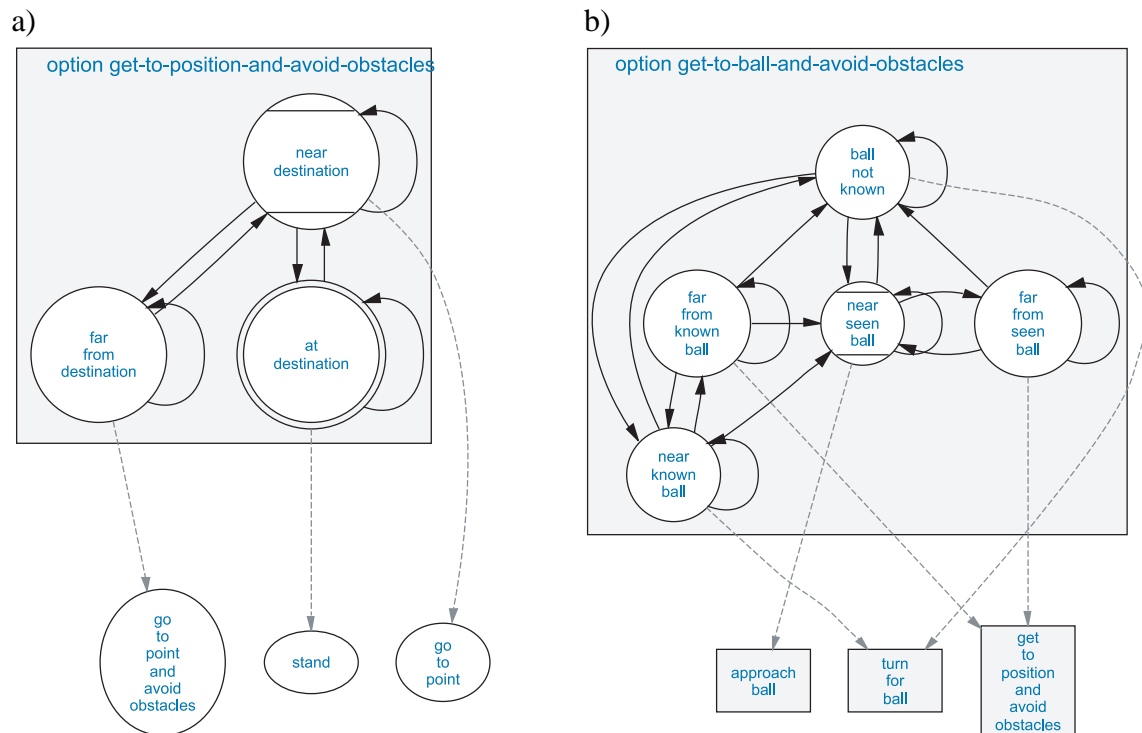 a)
option get-to-position-and-avoid-obstacles
near
destination
far
from
destination
at
destination
go
to
point
and
avoid
obstacles
stand
go
to
point
b)
option get-to-ball-and-avoid-obstacles
ball
not
known
far
from
known
ball
near
seen
ball
far
from
seen
ball
near
known
ball
approach
ball
turn
for
ball
get
to
position
and
avoid
obstacles